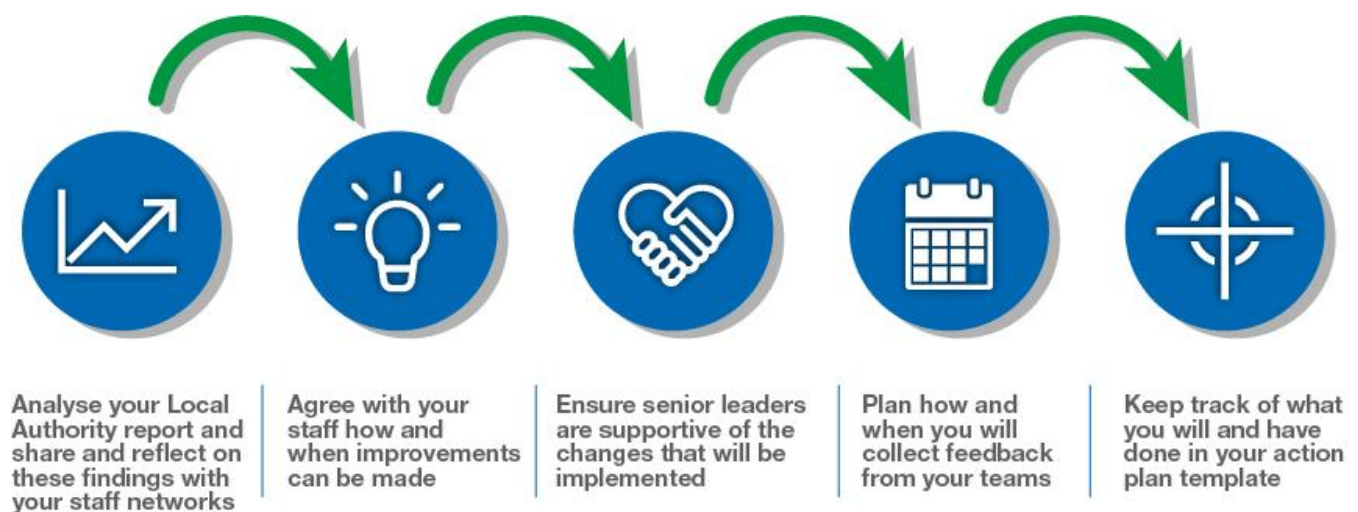 Analyse your Local
Authority report and
share and reflect on
these findings with
your staff networks
Agree with your
staff how and
when improvements
can be made
Ensure senior leaders
are supportive of the
changes that will be
implemented
Plan how and
when you will
collect feedback
from your teams
Keep track of what
you will and have
done in your action
plan template